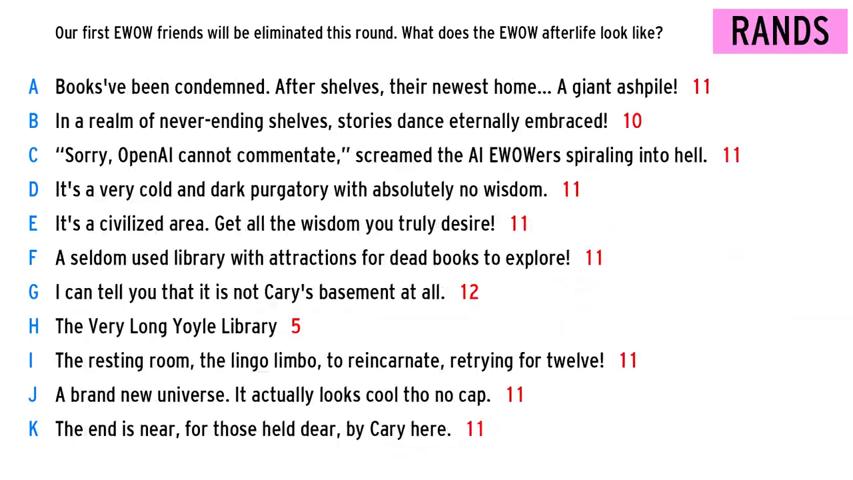 Our first EWOW friends will be eliminated this round. What does the EWOW afterlife look like?
RANDS
A Books've been condemned. After shelves, their newest home... A giant ashpile! 11
B In a realm of never-ending shelves, stories dance eternally embraced! 10
C “Sorry, OpenAI cannot commentate,” screamed the AI EWOWers spiraling into hell. 11
D It's a very cold and dark purgatory with absolutely no wisdom. 11
E It's a civilized area. Get all the wisdom you truly desire! 11
F A seldom used library with attractions for dead books to explore! 11
G I can tell you that it is not Cary's basement at all. 12
H The Very Long Yoyle Library 5
I The resting room, the lingo limbo, to reincarnate, retrying for twelve! 11
J A brand new universe. It actually looks cool tho no cap. 11
K The end is near, for those held dear, by Cary here. 11